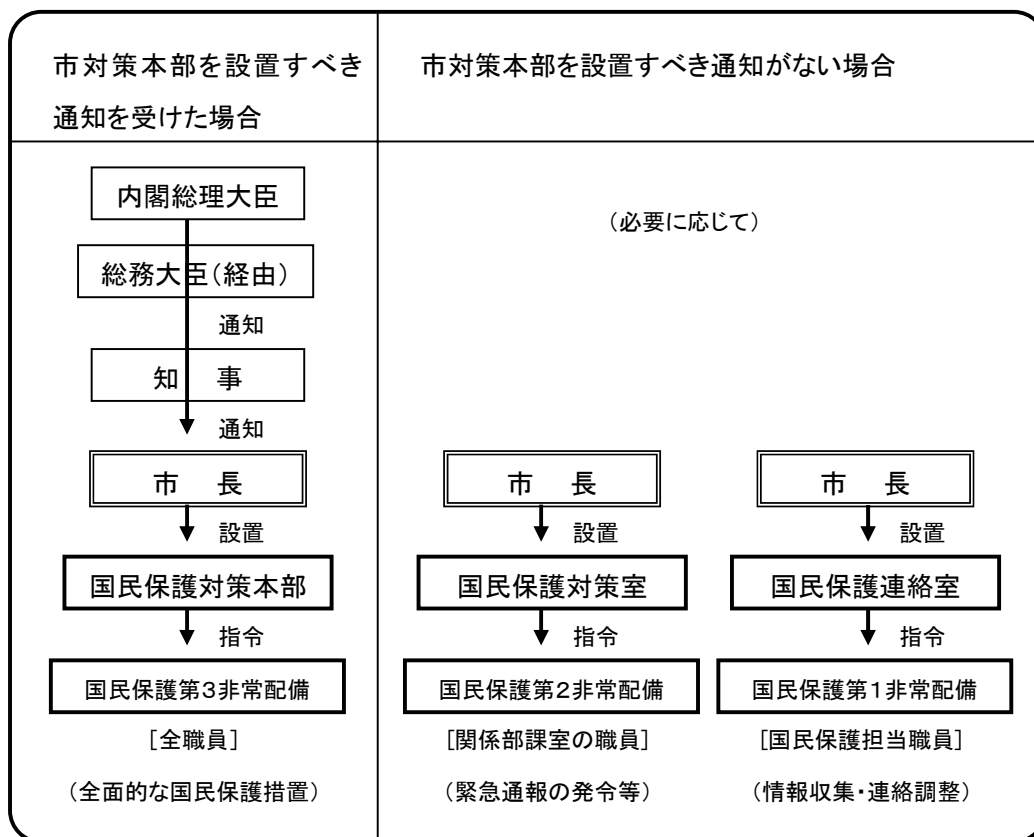 市対策本部を設置すべき
通知を受けた場合
市対策本部を設置すべき通知がない場合
内閣総理大臣
総務大臣(経由)
通知
知　事
通知
市　長
設置
国民保護対策本部
指令
国民保護第3非常配備
[全職員]
(全面的な国民保護措置)
(必要に応じて)
市　長
設置
国民保護対策室
指令
国民保護第2非常配備
[関係部課室の職員]
(緊急通報の発令等)
市　長
設置
国民保護連絡室
指令
国民保護第1非常配備
[国民保護担当職員]
(情報収集・連絡調整)